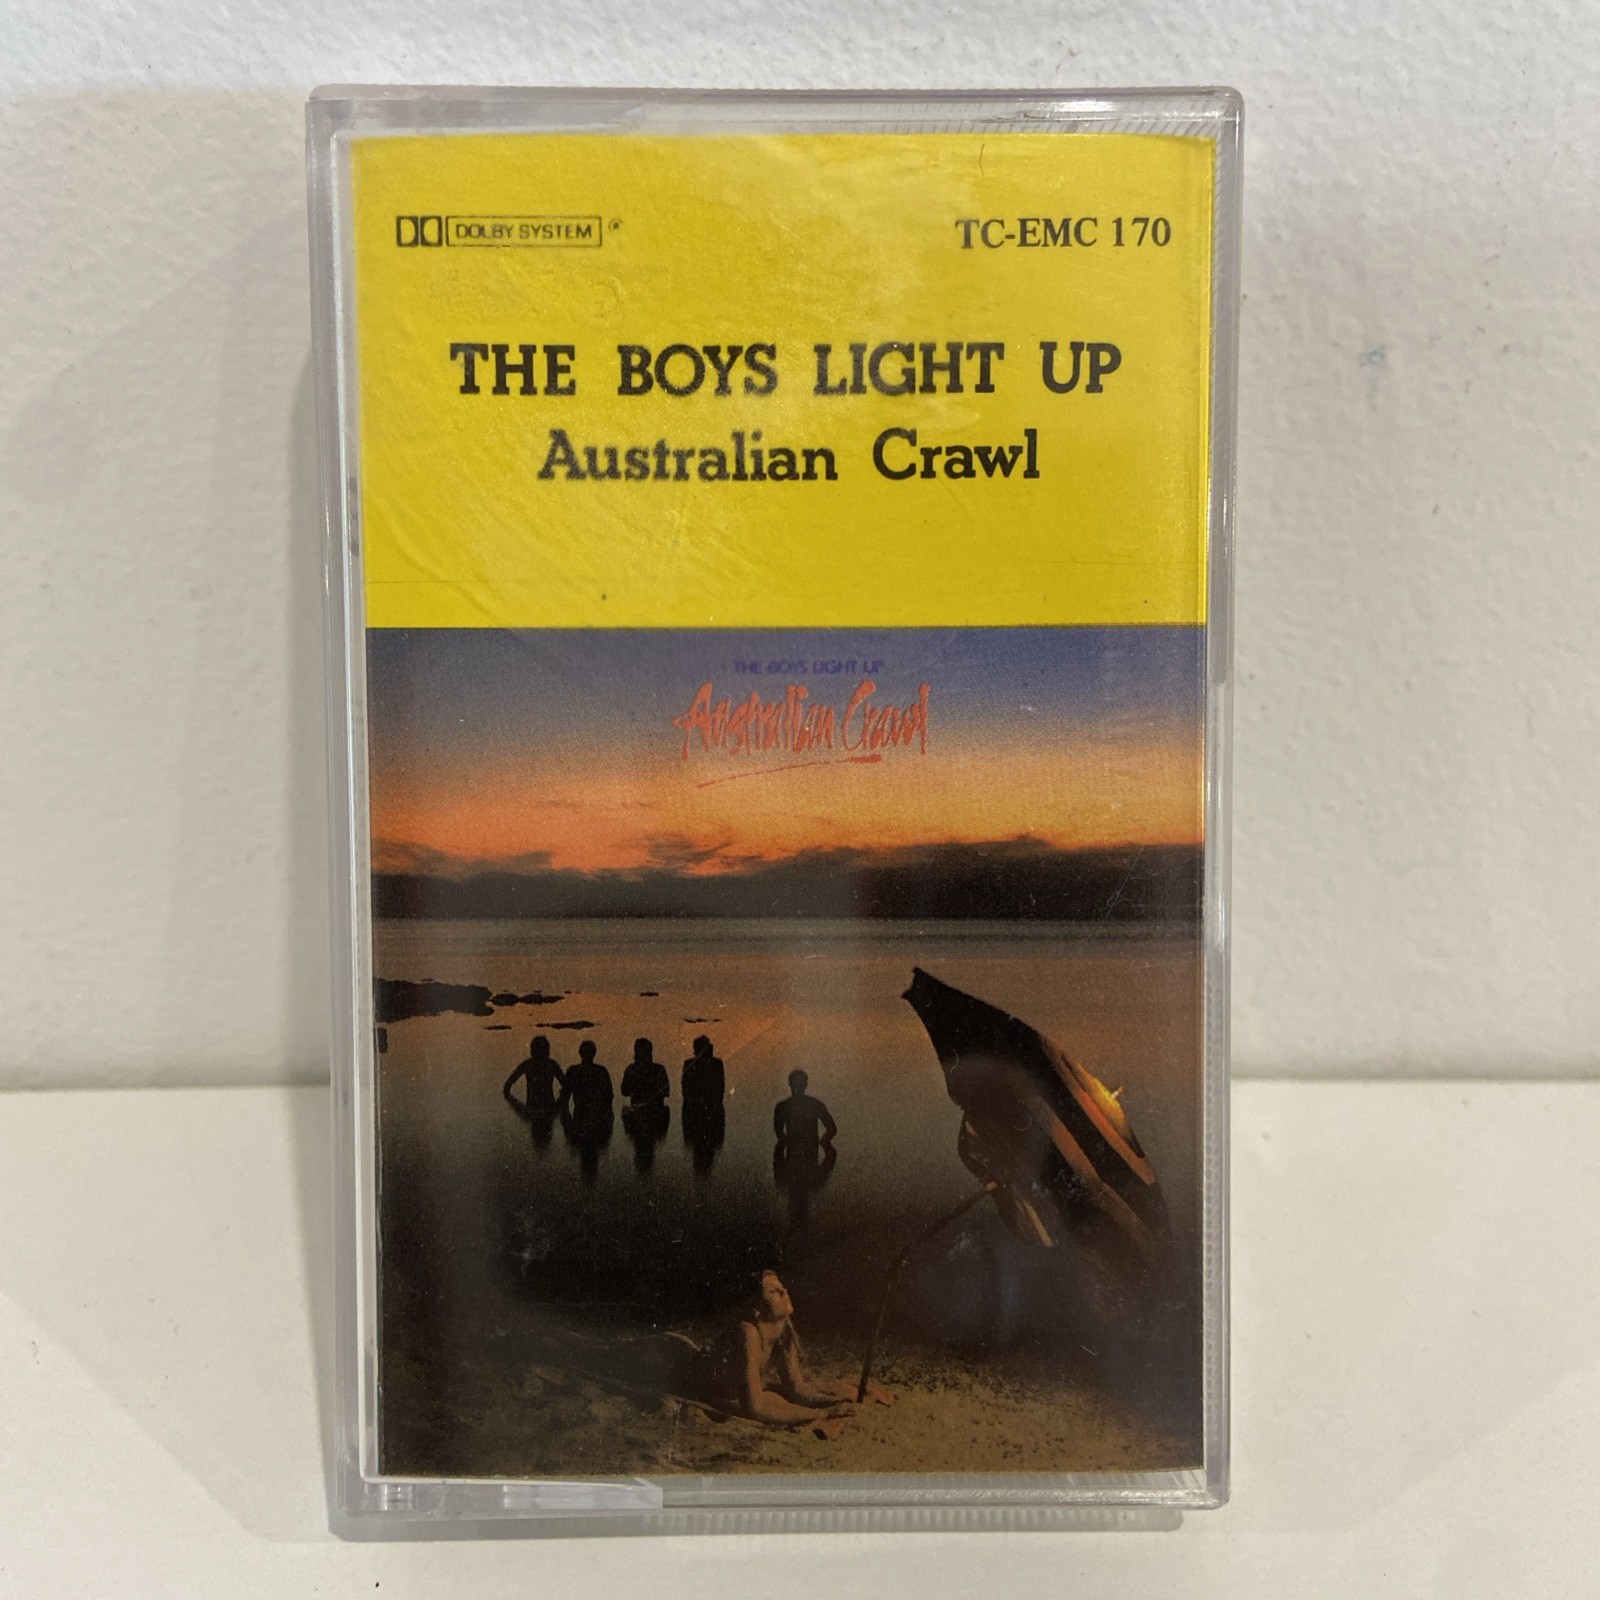 DOLBY SYSTEM ® TC-EMC 170
THE BOYS LIGHT UP
Australian Crawl
THE BOYS LIGHT UP
Australian Crawl